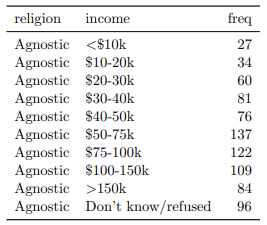 religion income freq
Agnostic <$10k 27
Agnostic $10-20k 34
Agnostic $20-30k 60
Agnostic $30-40k 81
Agnostic $40-50k 76
Agnostic $50-75k 137
Agnostic $75-100k 122
Agnostic $100-150k 109
Agnostic >150k 84
Agnostic Don't know/refused 96